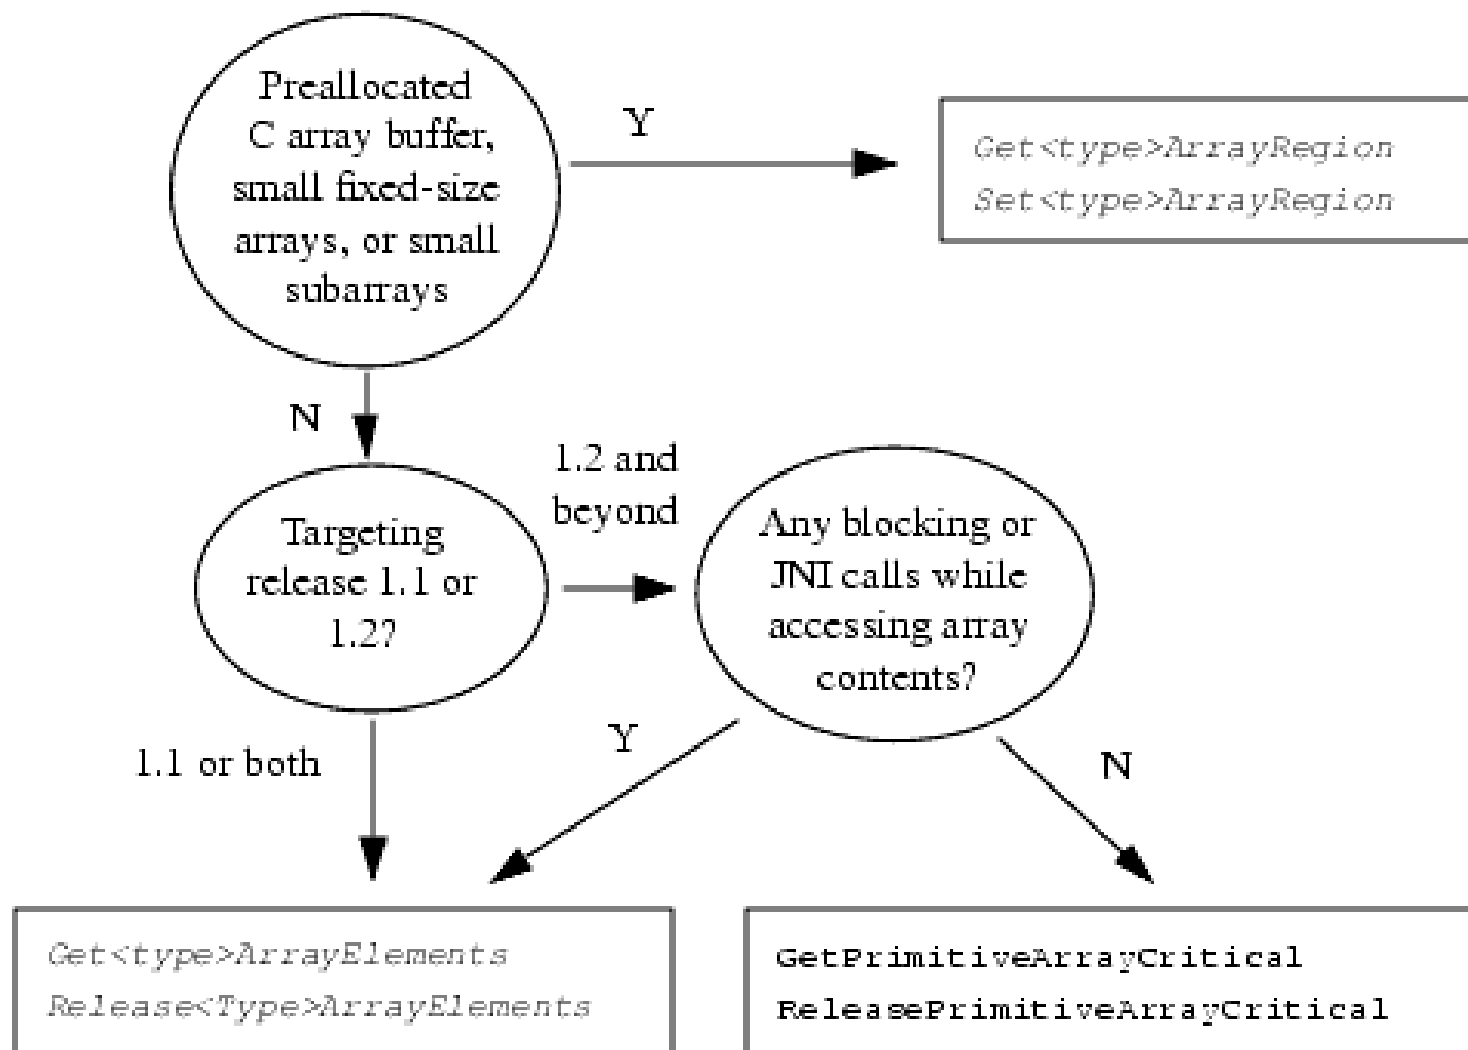 Preallocated
C array buffer,
small fixed-size
arrays, or small
subarrays
Y
Get<type>ArrayRegion
Set<type>ArrayRegion
N
Targeting
release 1.1 or
1.2?
1.2 and
beyond
Any blocking or
JNI calls while
accessing array
contents?
1.1 or both
Y
N
Get<type>ArrayElements
Release<Type>ArrayElements
GetPrimitiveArrayCritical
ReleasePrimitiveArrayCritical